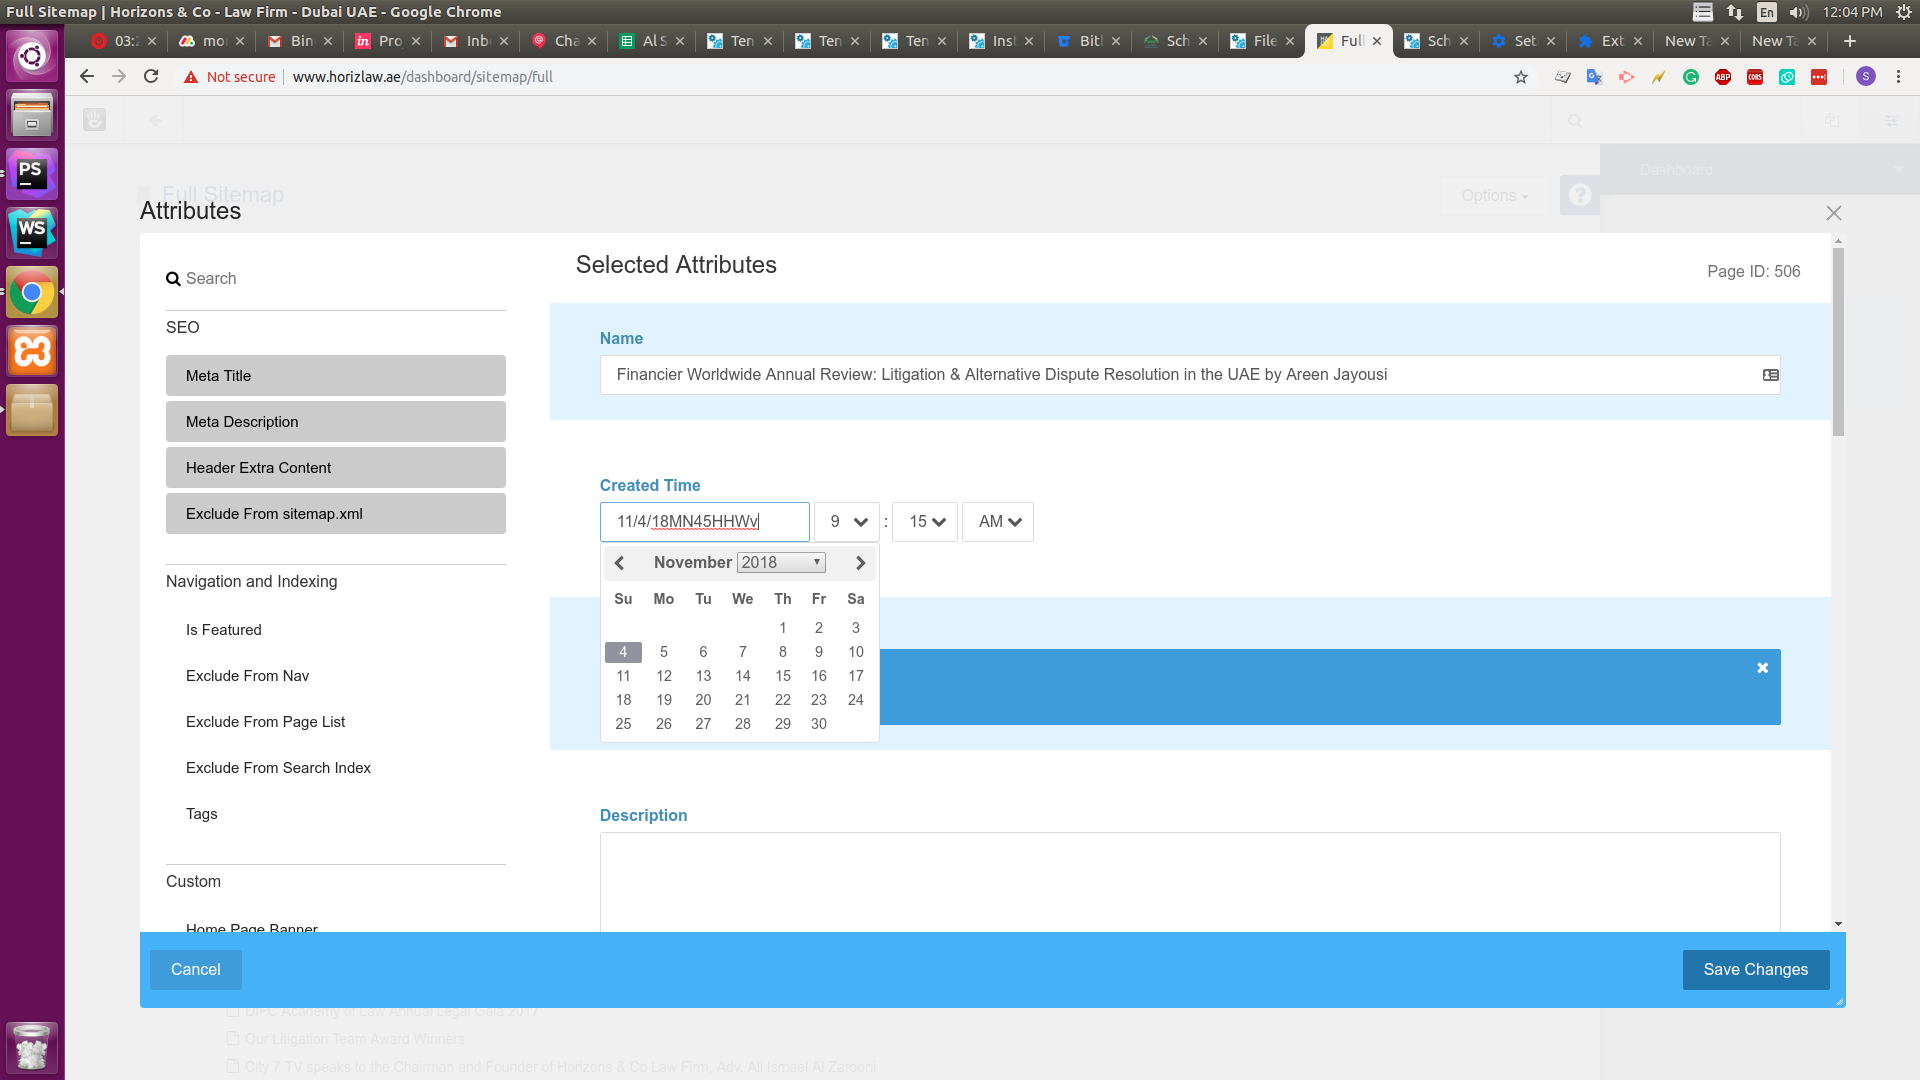 Full Sitemap | Horizons & Co - Law Firm - Dubai UAE - Google Chrome
En
12:04 PM
03:2
mo
Bin
Pro
Inb
Cha
Al S
Ten
Ten
Ten
Inst
Bitl
Sch
File
Full
Sch
Set
Ext
New Ta
New Ta
Not secure
www.horizlaw.ae/dashboard/sitemap/full
ABP
CORS
S
Full Sitemap
Options
?
Dashboard
Attributes
Search
SEO
Meta Title
Meta Description
Header Extra Content
Exclude From sitemap.xml
Navigation and Indexing
Is Featured
Exclude From Nav
Exclude From Page List
Exclude From Search Index
Tags
Custom
Home Page Banner
Selected Attributes
Page ID: 506
Name
Financier Worldwide Annual Review: Litigation & Alternative Dispute Resolution in the UAE by Areen Jayousi
Created Time
11/4/18MN45HHWv
9 : 15 AM
November 2018
Su Mo Tu We Th Fr Sa
1 2 3
4 5 6 7 8 9 10
11 12 13 14 15 16 17
18 19 20 21 22 23 24
25 26 27 28 29 30
Description
Cancel
Save Changes
DIFC Academy of Law Annual Legal Gala 2017
Our Litigation Team Award Winners
City 7 TV speaks to the Chairman and Founder of Horizons & Co Law Firm, Adv. Ali Ismael Al Zarooni
PS
WS